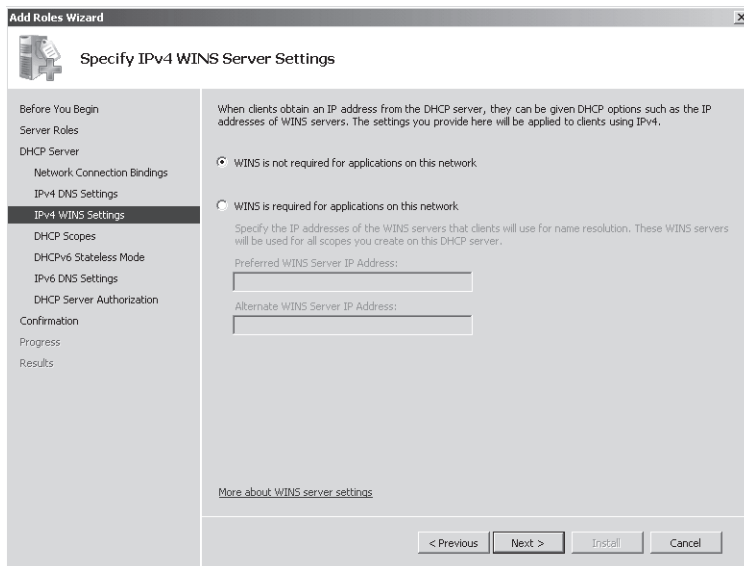 Add Roles Wizard
Specify IPv4 WINS Server Settings
Before You Begin
Server Roles
DHCP Server
Network Connection Bindings
IPv4 DNS Settings
IPv4 WINS Settings
DHCP Scopes
DHCPv6 Stateless Mode
IPv6 DNS Settings
DHCP Server Authorization
Confirmation
Progress
Results
When clients obtain an IP address from the DHCP server, they can be given DHCP options such as the IP
addresses of WINS servers. The settings you provide here will be applied to clients using IPv4.
WINS is not required for applications on this network
WINS is required for applications on this network
Specify the IP addresses of the WINS servers that clients will use for name resolution. These WINS servers
will be used for all scopes you create on this DHCP server.
Preferred WINS Server IP Address:
Alternate WINS Server IP Address:
More about WINS server settings
< Previous
Next >
Install
Cancel